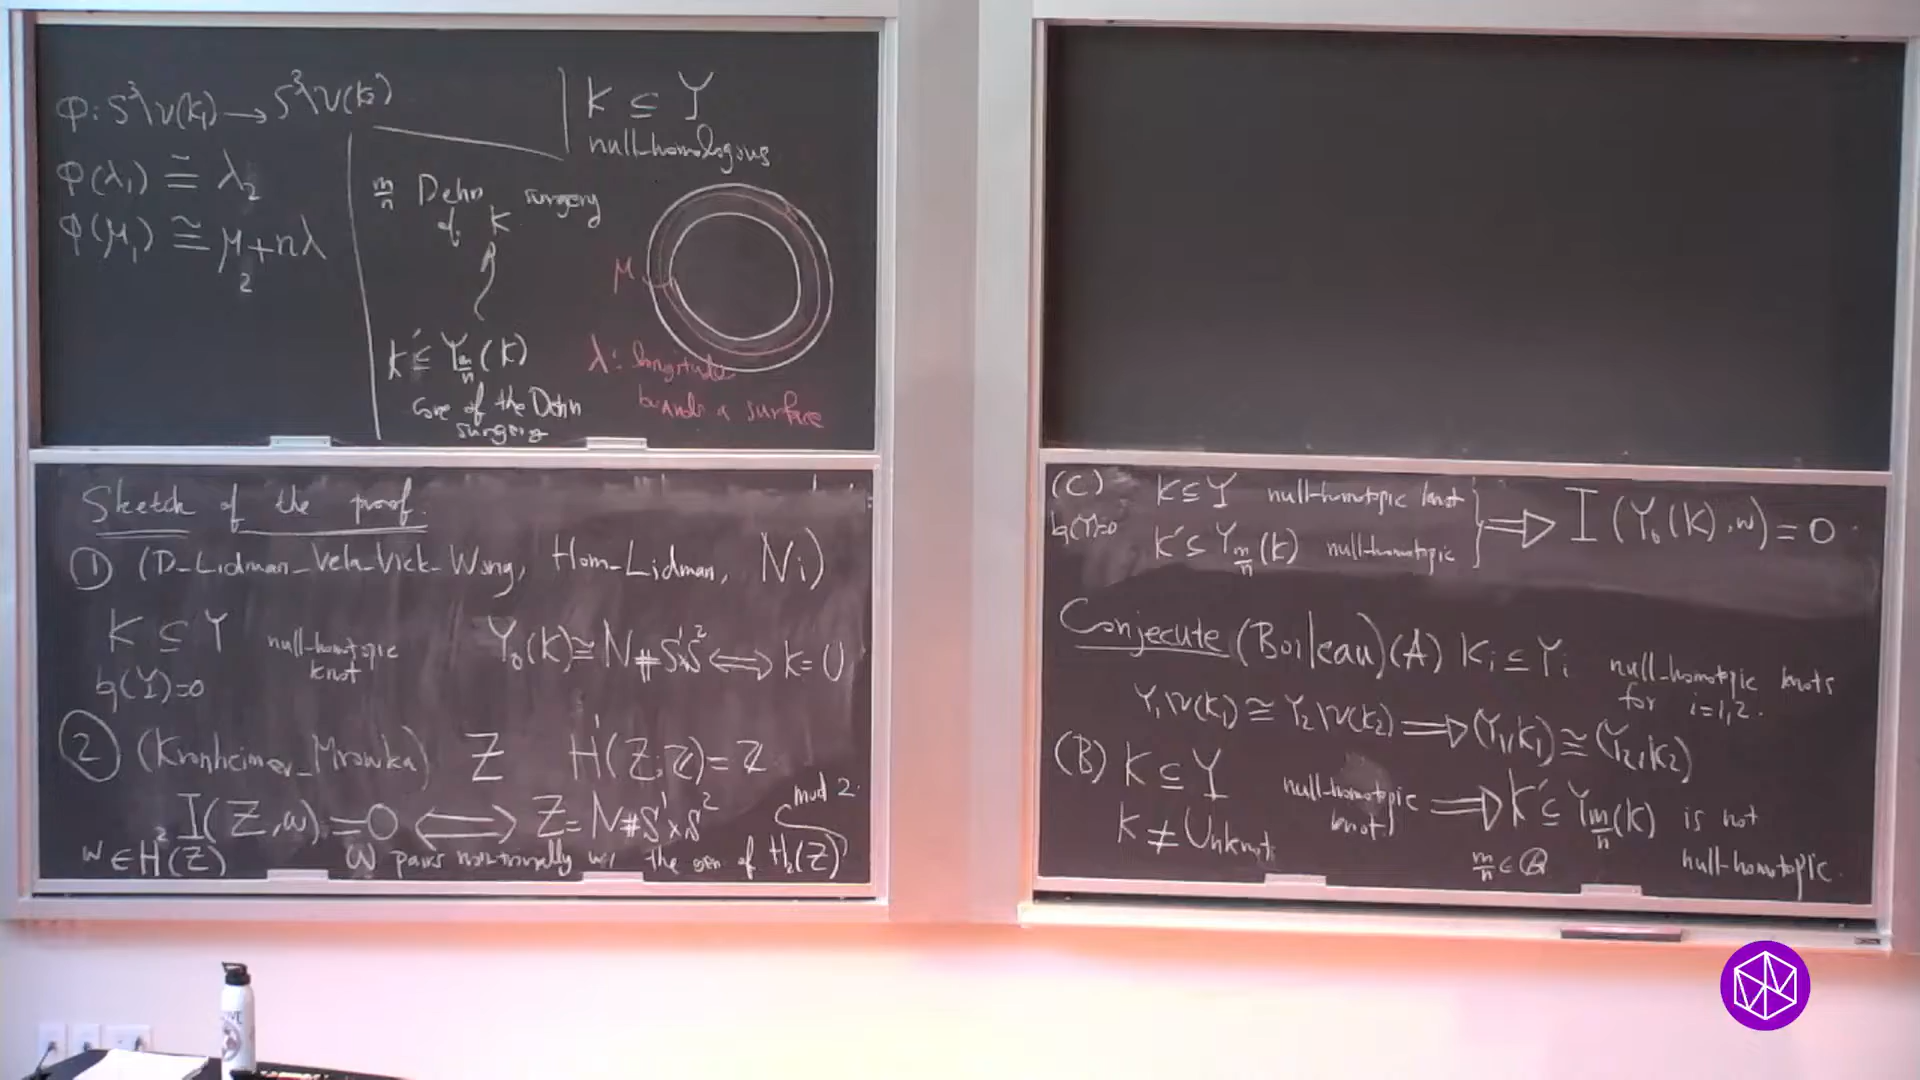 φ: S³\ν(K₁) → S³\ν(K₂)
φ(λ₁) ≅ λ₂
φ(μ₁) ≅ μ₂+nλ
K ⊆ Y
null-homologous
m/n Dehn surgery
of K
K' ⊆ Y_{m/n}(K)
core of the Dehn
surgery
μ
λ: longitude
bounds a surface
Sketch of the proof.
① (D-Lidman-Vela-Vick-Wong, Hom-Lidman, Ni)
K ⊆ Y null-homotopic knot Y₀(K) ≅ N # S¹×S² ⟺ K=U
b₁(Y)=0
② (Kronheimer-Mrowka) Z H¹(Z;ℤ)=ℤ
I(Z,ω)=0 ⟺ Z=N#S¹×S² mod 2
ω∈H²(Z) ω pairs non-trivially w/ the gen of H₂(Z)
(C) K⊆Y null-homotopic knot
b₁(Y)=0 K'⊆Y_{m/n}(K) null-homotopic
⟹ I(Y₀(K),ω)=0.
Conjecute (Boileau) (A) Kᵢ⊆Yᵢ null-homotopic knots
for i=1,2.
Y₁\ν(K₁) ≅ Y₂\ν(K₂) ⟹ (Y₁,K₁) ≅ (Y₂,K₂)
(B) K⊆Y null-homotopic knot ⟹ K'⊆Y_{m/n}(K) is not
K ≠ Unknot m/n ∈ ℚ null-homotopic.